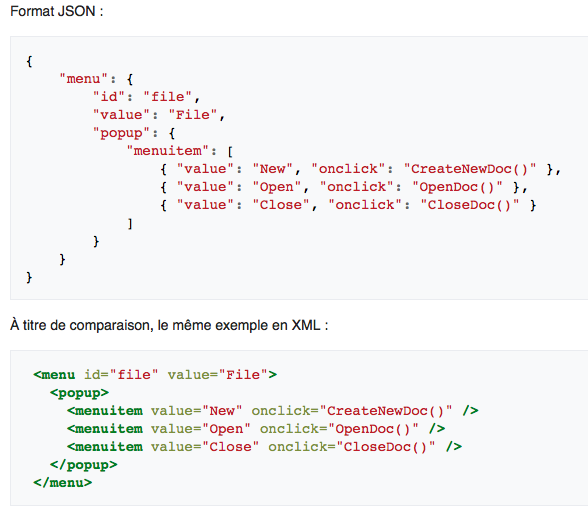 Format JSON :
{
    "menu": {
        "id": "file",
        "value": "File",
        "popup": {
            "menuitem": [
                { "value": "New", "onclick": "CreateNewDoc()" },
                { "value": "Open", "onclick": "OpenDoc()" },
                { "value": "Close", "onclick": "CloseDoc()" }
            ]
        }
    }
}
À titre de comparaison, le même exemple en XML :
<menu id="file" value="File">
  <popup>
    <menuitem value="New" onclick="CreateNewDoc()" />
    <menuitem value="Open" onclick="OpenDoc()" />
    <menuitem value="Close" onclick="CloseDoc()" />
  </popup>
</menu>